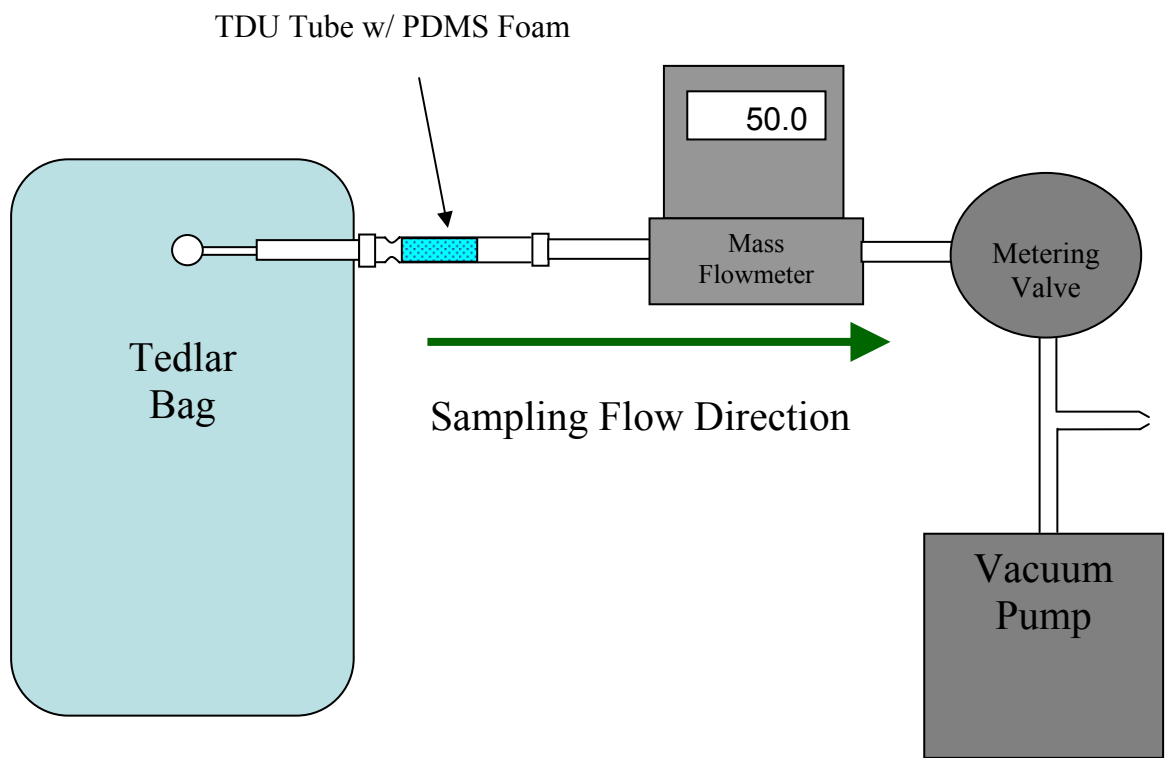 TDU Tube w/ PDMS Foam
50.0
Mass
Flowmeter
Metering
Valve
Tedlar
Bag
Sampling Flow Direction
Vacuum
Pump